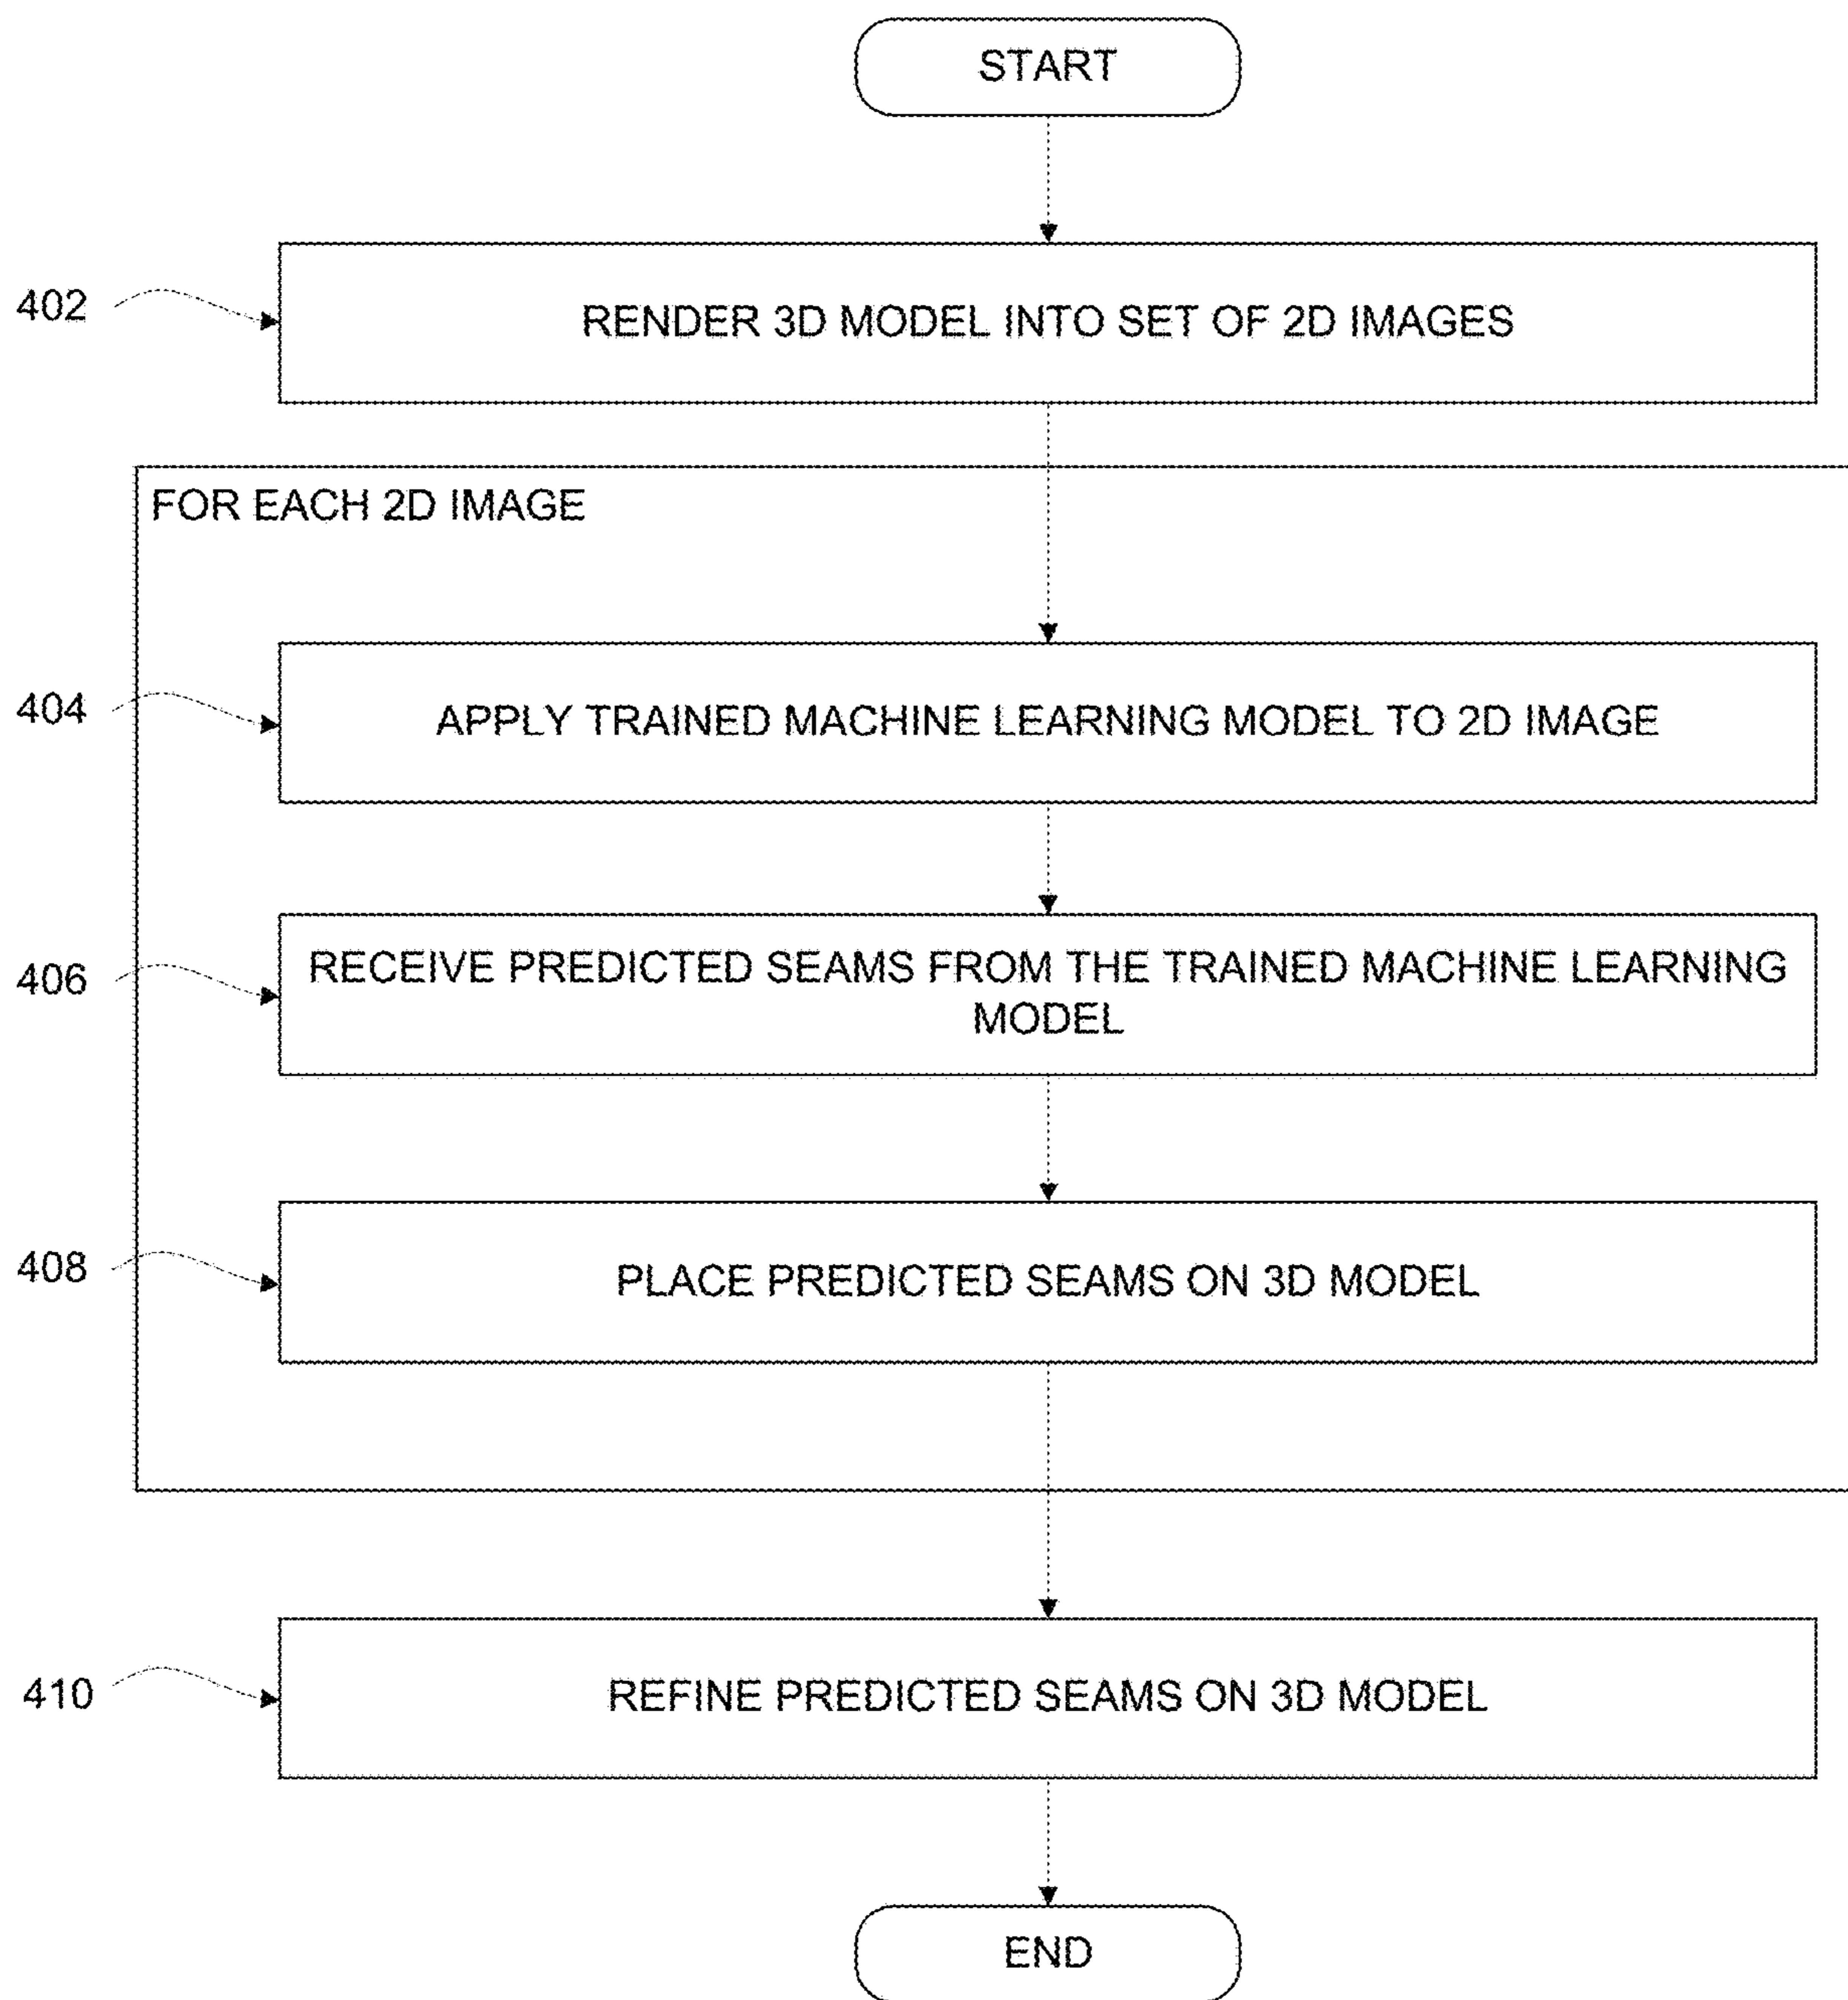 START
402
RENDER 3D MODEL INTO SET OF 2D IMAGES
FOR EACH 2D IMAGE
404
APPLY TRAINED MACHINE LEARNING MODEL TO 2D IMAGE
406
RECEIVE PREDICTED SEAMS FROM THE TRAINED MACHINE LEARNING
MODEL
408
PLACE PREDICTED SEAMS ON 3D MODEL
410
REFINE PREDICTED SEAMS ON 3D MODEL
END